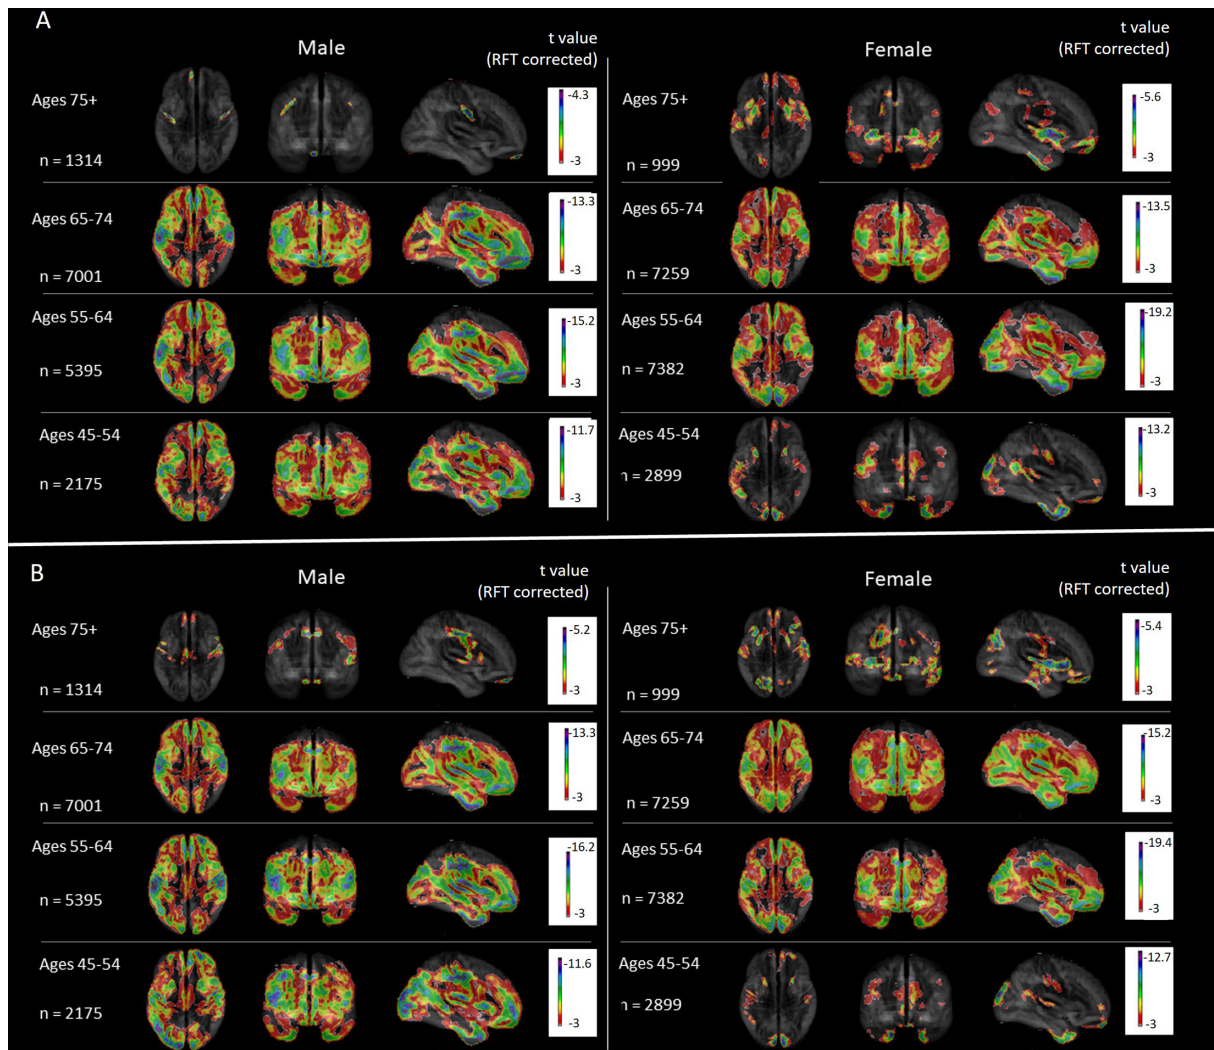 A
Male
t value
(RFT corrected)
Female
t value
(RFT corrected)
Ages 75+
n = 1314
-4.3
-3
Ages 75+
n = 999
-5.6
-3
Ages 65-74
n = 7001
-13.3
-3
Ages 65-74
n = 7259
-13.5
-3
Ages 55-64
n = 5395
-15.2
-3
Ages 55-64
n = 7382
-19.2
-3
Ages 45-54
n = 2175
-11.7
-3
Ages 45-54
n = 2899
-13.2
-3
B
Male
t value
(RFT corrected)
Female
t value
(RFT corrected)
Ages 75+
n = 1314
-5.2
-3
Ages 75+
n = 999
-5.4
-3
Ages 65-74
n = 7001
-13.3
-3
Ages 65-74
n = 7259
-15.2
-3
Ages 55-64
n = 5395
-16.2
-3
Ages 55-64
n = 7382
-19.4
-3
Ages 45-54
n = 2175
-11.6
-3
Ages 45-54
n = 2899
-12.7
-3